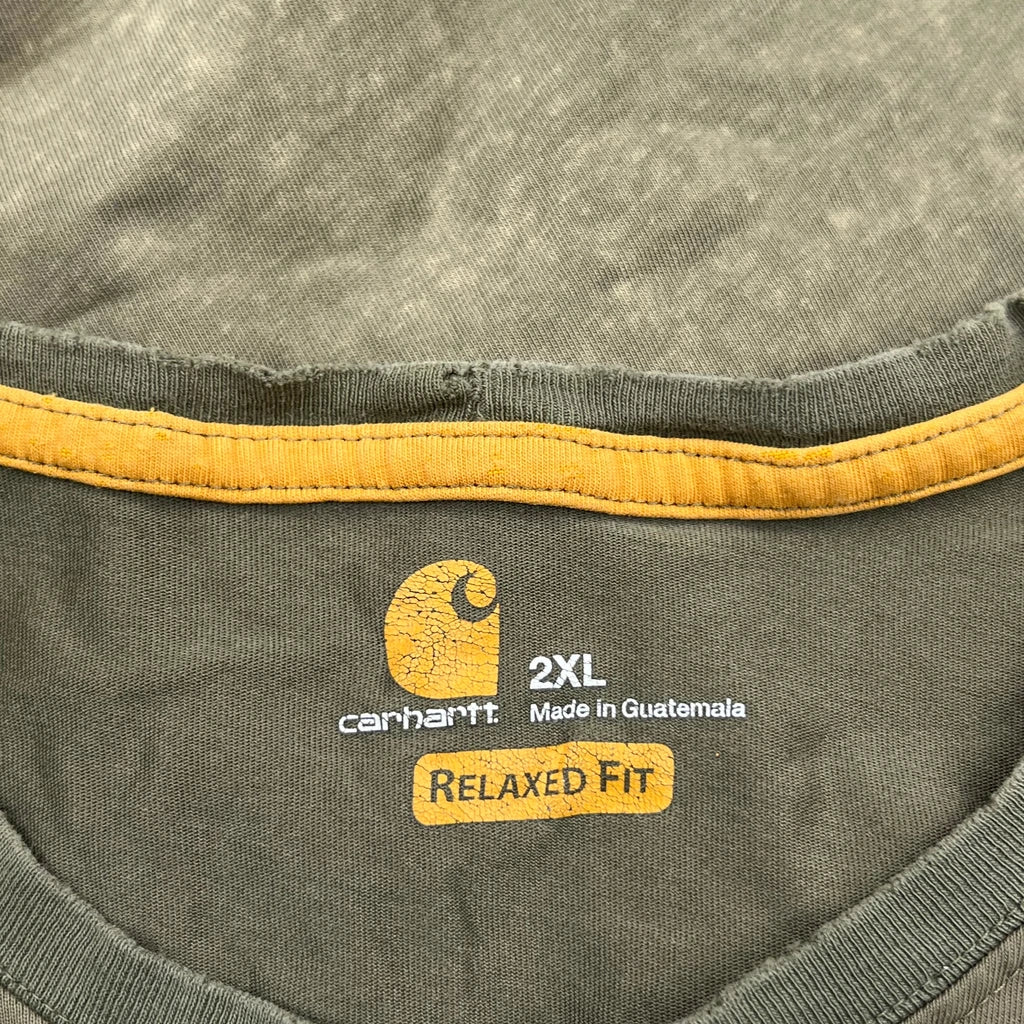 2XL
carhartt
Made in Guatemala
RELAXED FIT